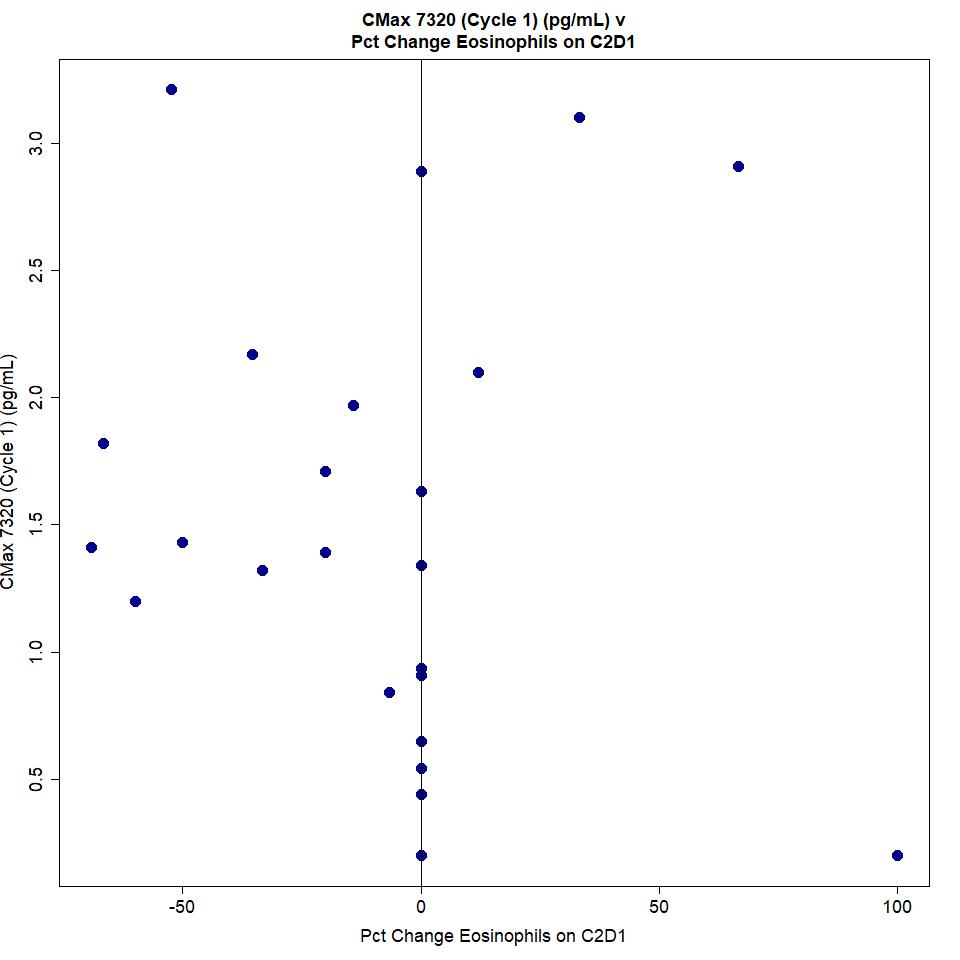 CMax 7320 (Cycle 1) (pg/mL) v
Pct Change Eosinophils on C2D1
CMax 7320 (Cycle 1) (pg/mL)
3.0
2.5
2.0
1.5
1.0
0.5
-50
0
50
100
Pct Change Eosinophils on C2D1